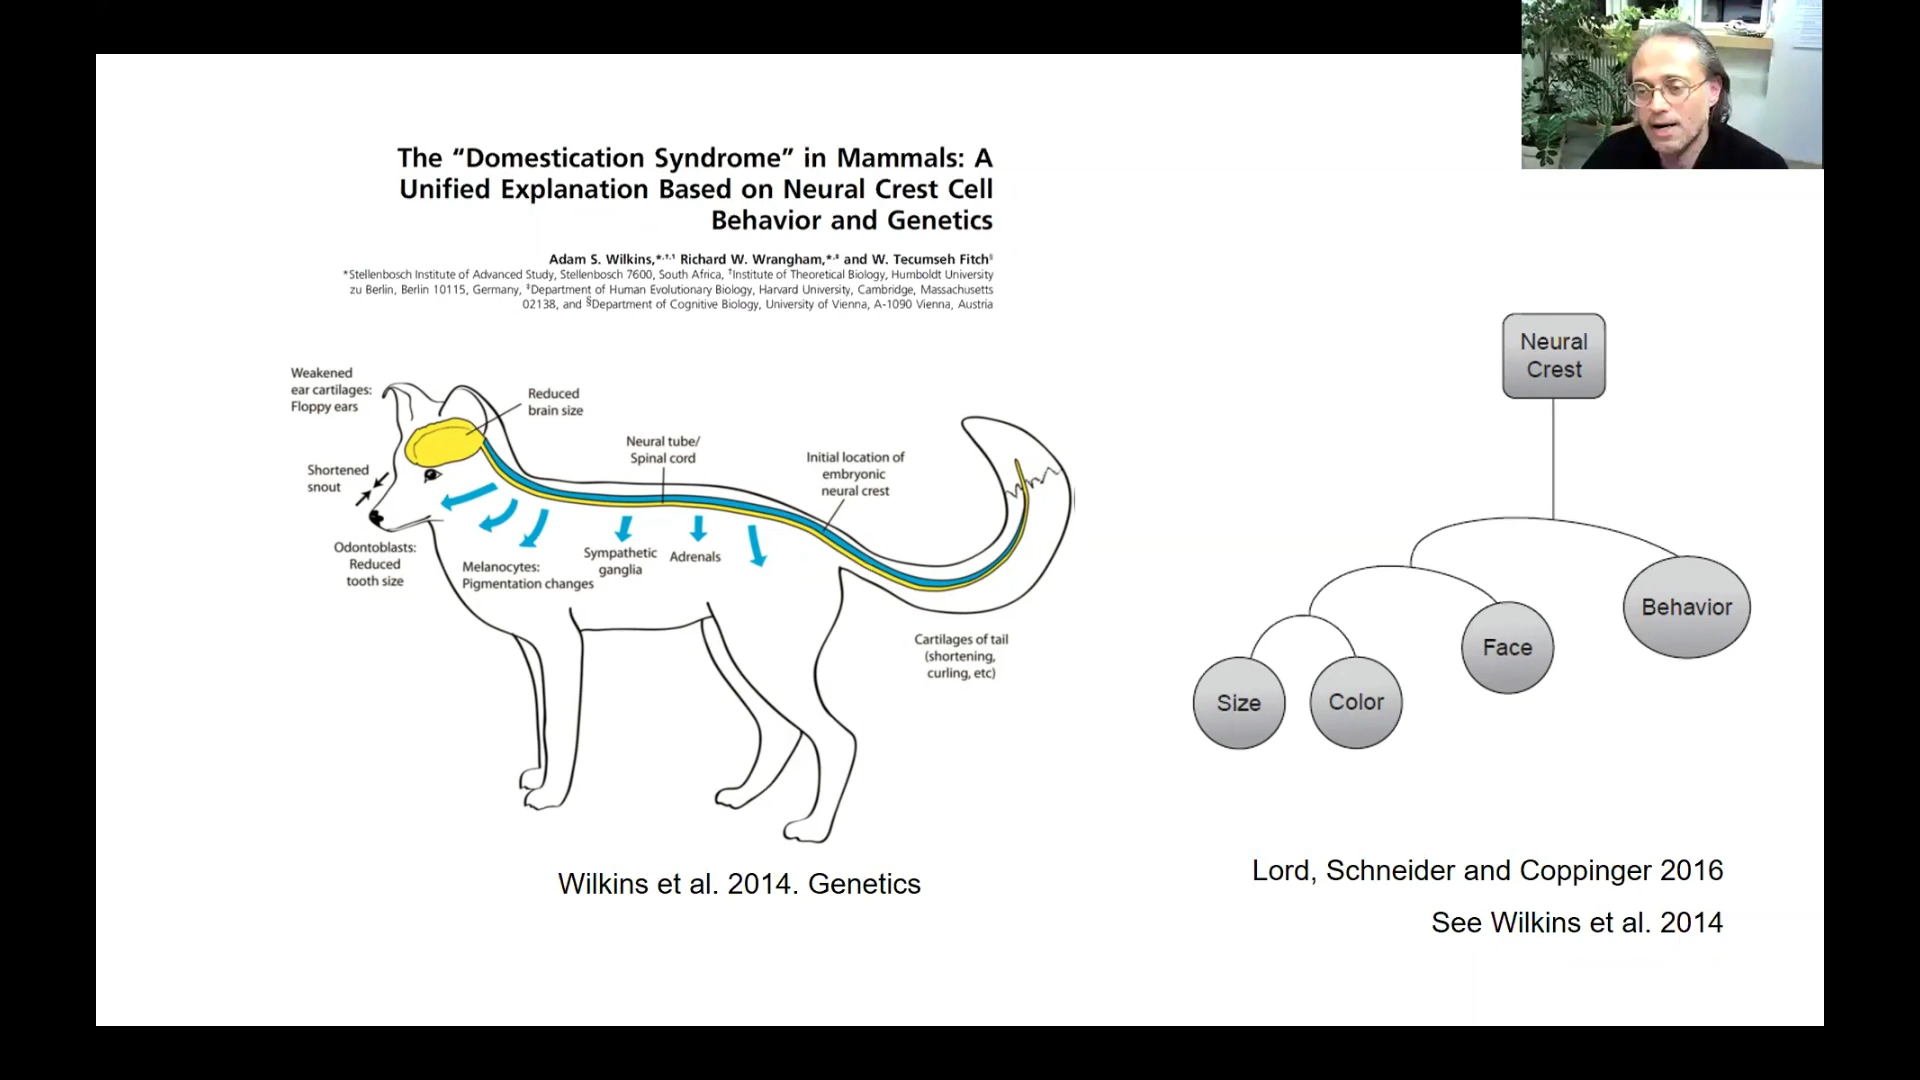 The “Domestication Syndrome” in Mammals: A
Unified Explanation Based on Neural Crest Cell
Behavior and Genetics
Adam S. Wilkins,*,†,1 Richard W. Wrangham,*,‡ and W. Tecumseh Fitch§
*Stellenbosch Institute of Advanced Study, Stellenbosch 7600, South Africa, †Institute of Theoretical Biology, Humboldt University
zu Berlin, Berlin 10115, Germany, ‡Department of Human Evolutionary Biology, Harvard University, Cambridge, Massachusetts
02138, and §Department of Cognitive Biology, University of Vienna, A-1090 Vienna, Austria
Weakened
ear cartilages:
Floppy ears
Reduced
brain size
Shortened
snout
Neural tube/
Spinal cord
Initial location of
embryonic
neural crest
Odontoblasts:
Reduced
tooth size
Melanocytes:
Pigmentation changes
Sympathetic
ganglia
Adrenals
Cartilages of tail
(shortening,
curling, etc)
Wilkins et al. 2014. Genetics
Neural
Crest
Behavior
Face
Size
Color
Lord, Schneider and Coppinger 2016
See Wilkins et al. 2014